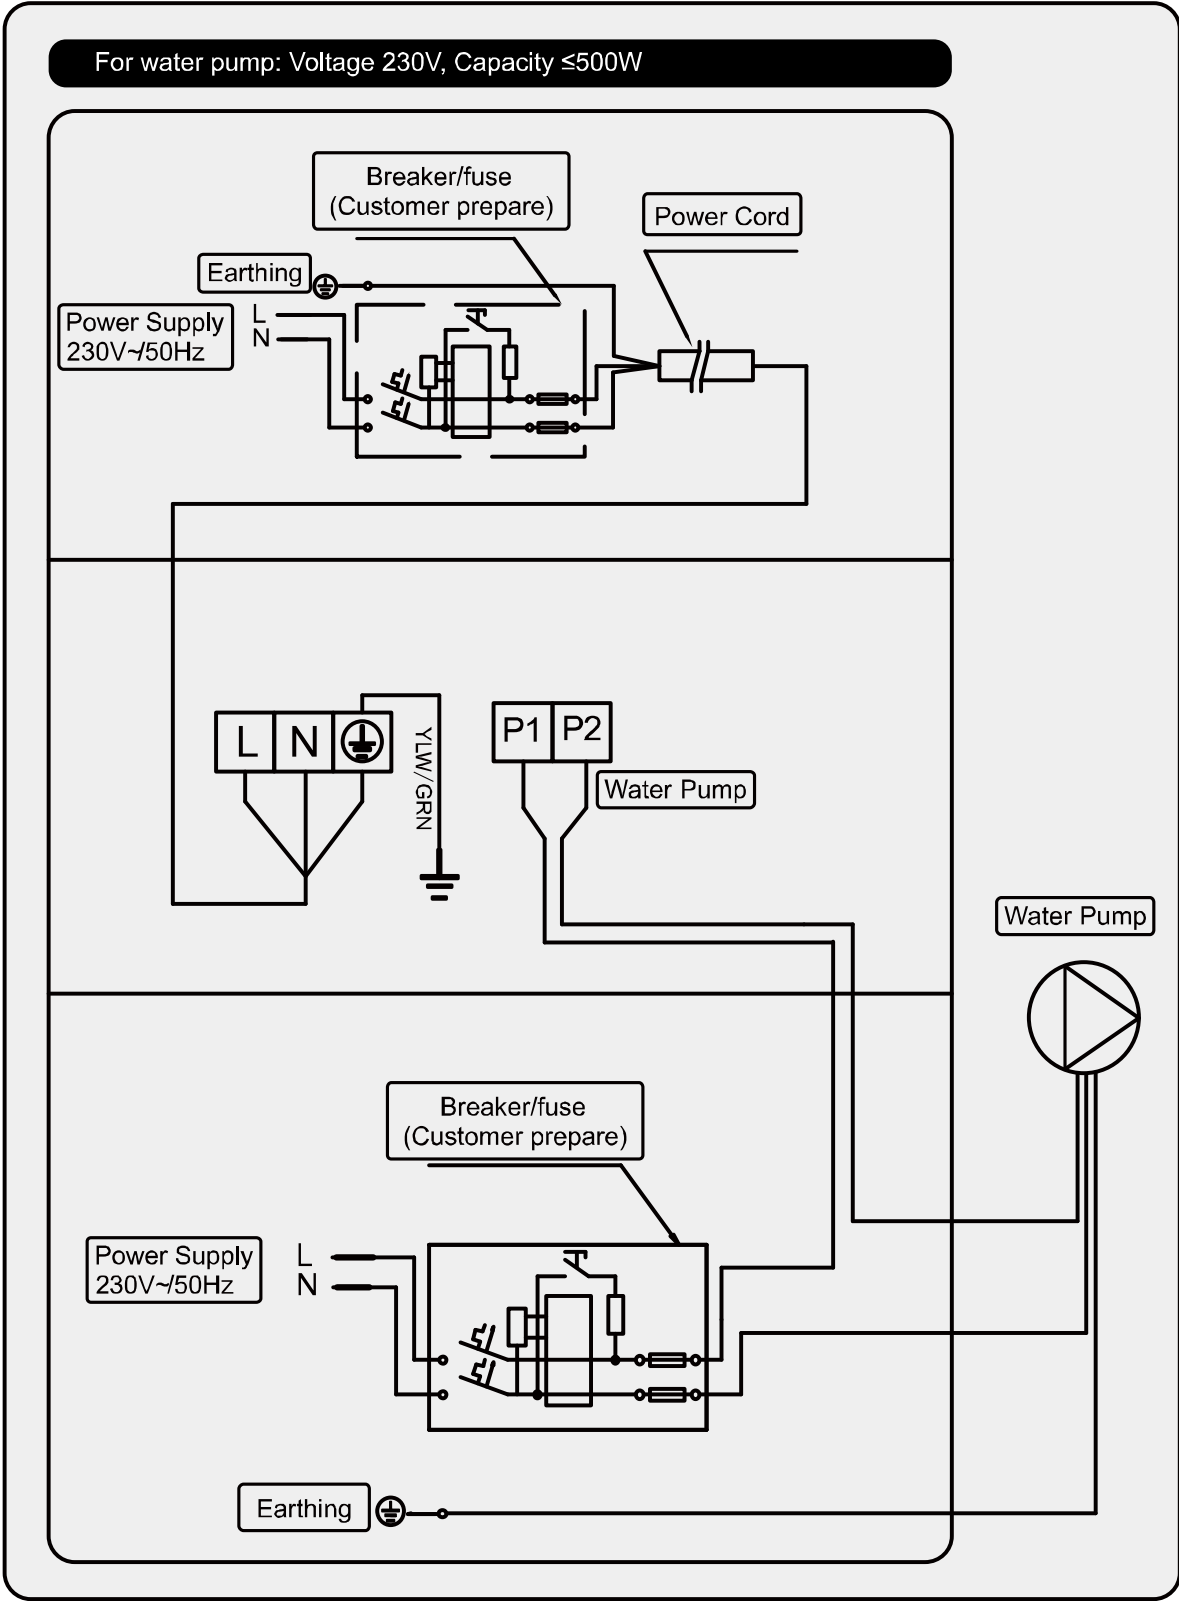 For water pump: Voltage 230V, Capacity ≤500W
Breaker/fuse
(Customer prepare)
Power Cord
Earthing
Power Supply
230V~/50Hz
L
N
L N
P1 P2
YLW/GRN
Water Pump
Water Pump
Breaker/fuse
(Customer prepare)
Power Supply
230V~/50Hz
L
N
Earthing